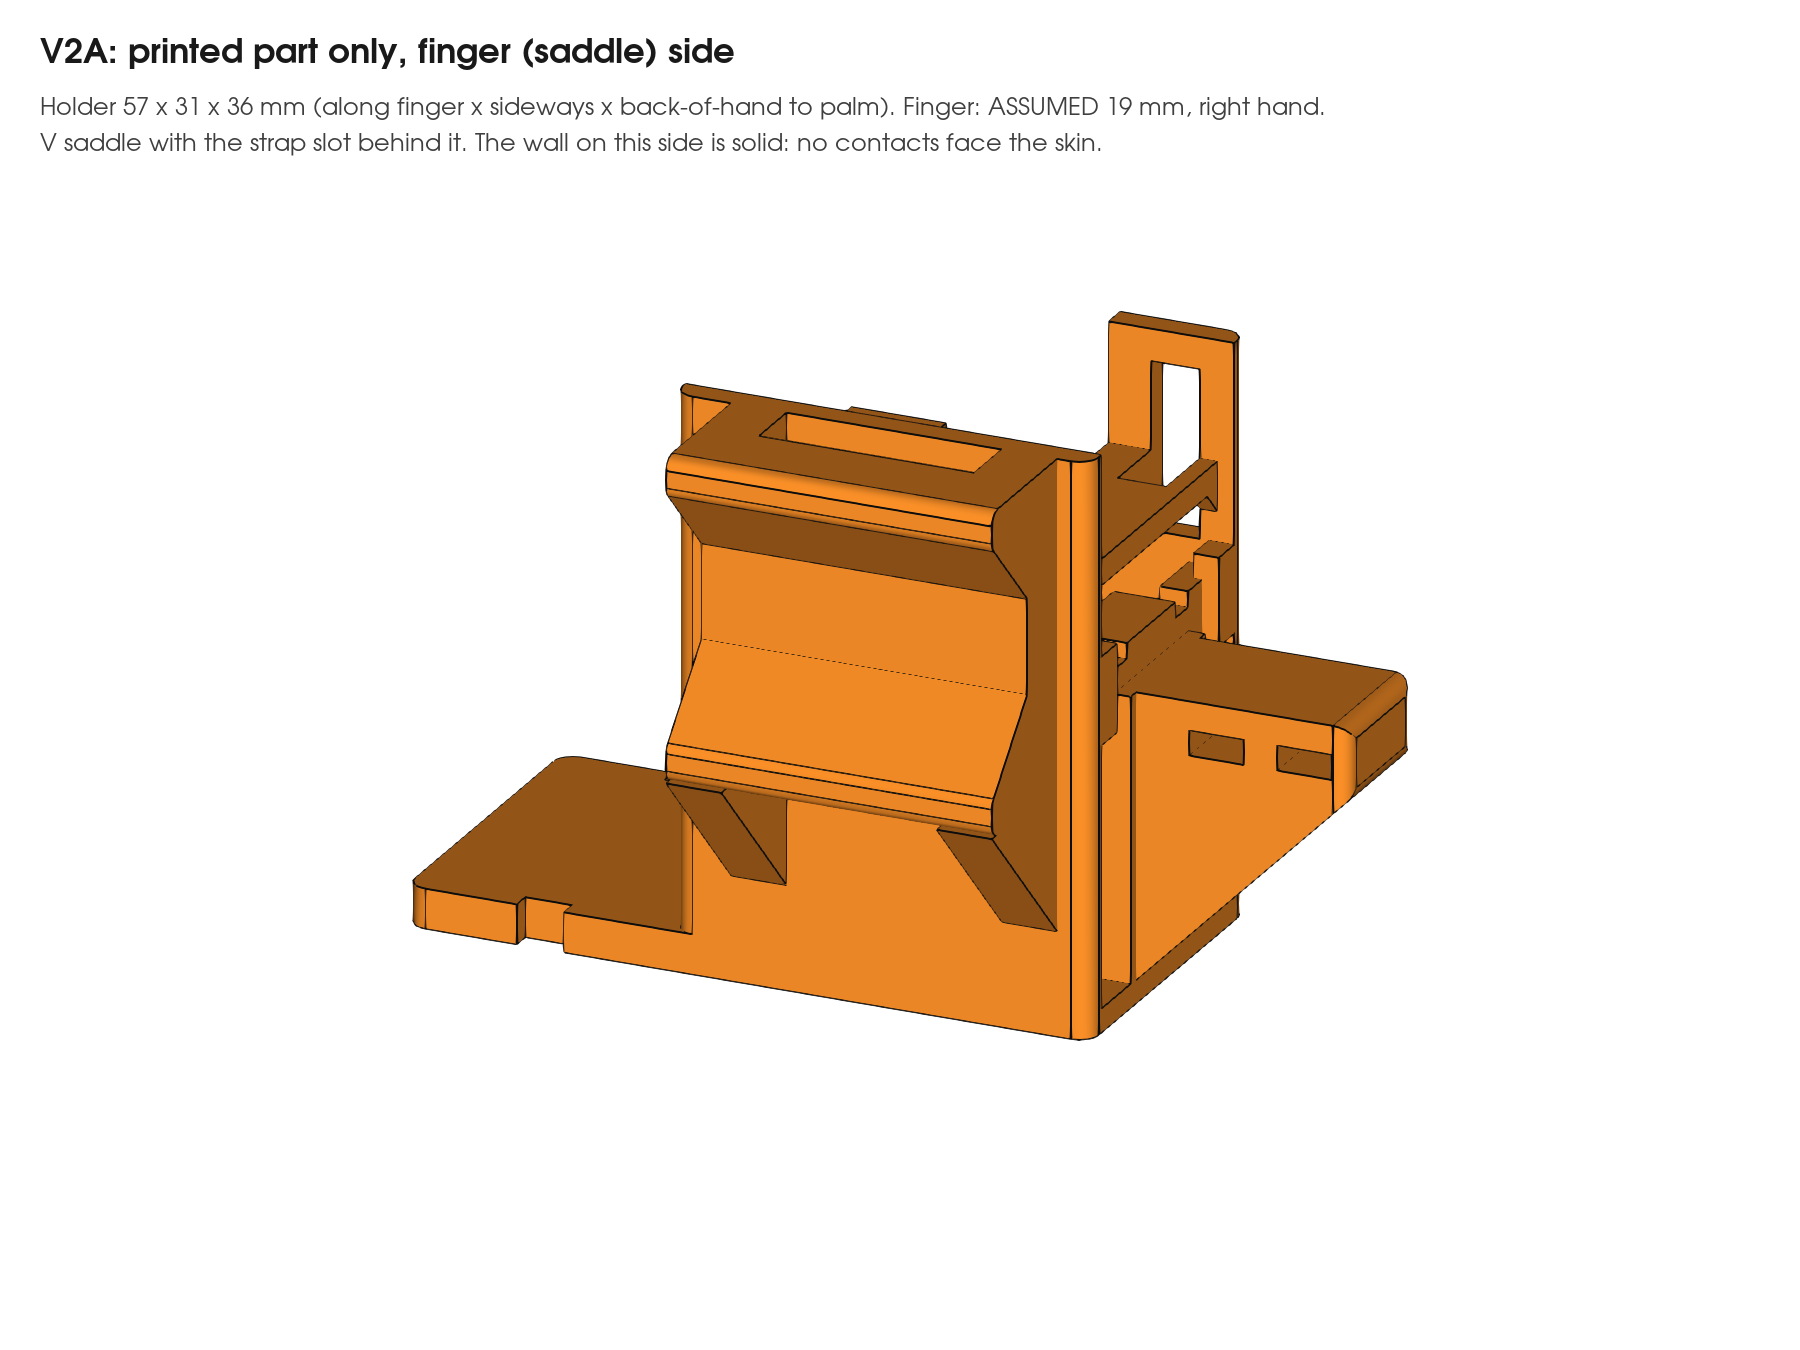 V2A: printed part only, finger (saddle) side
Holder 57 x 31 x 36 mm (along finger x sideways x back-of-hand to palm). Finger: ASSUMED 19 mm, right hand.
V saddle with the strap slot behind it. The wall on this side is solid: no contacts face the skin.